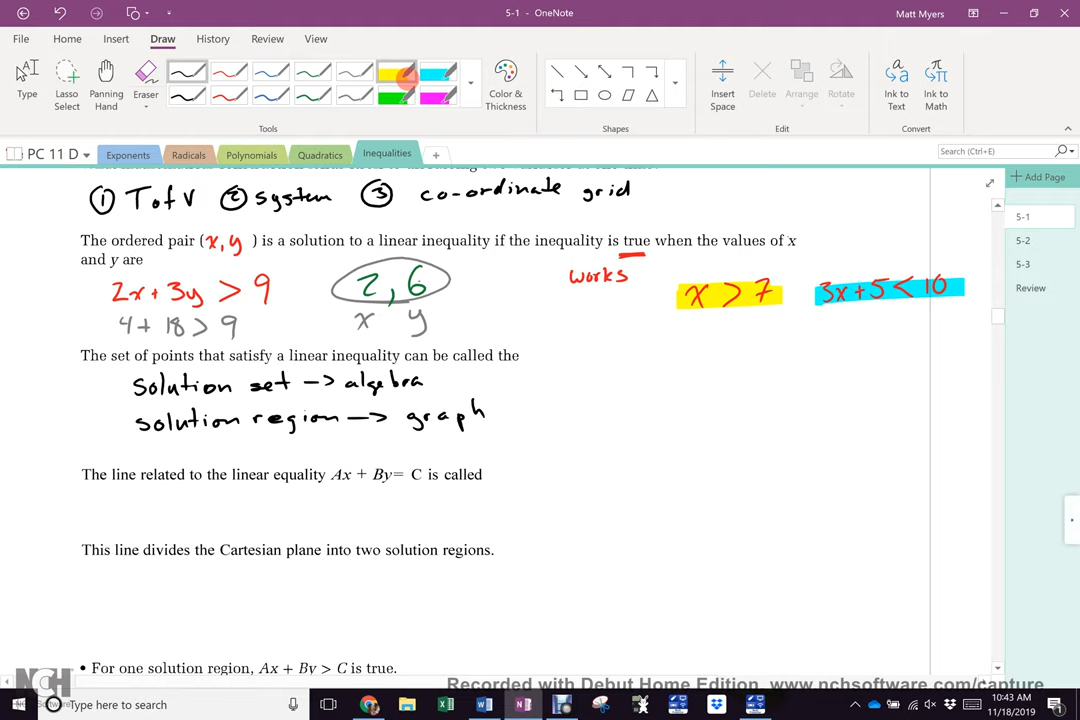 5-1 - OneNote
Matt Myers
File Home Insert Draw History Review View
Type
Lasso Select
Panning Hand
Eraser
Color & Thickness
Insert Space
Delete
Arrange
Rotate
Ink to Text
Ink to Math
Tools
Shapes
Edit
Convert
PC 11 D
Exponents
Radicals
Polynomials
Quadratics
Inequalities
+
Search (Ctrl+E)
+ Add Page
5-1
5-2
5-3
Review
① T of V ② system ③ co-ordinate grid
The ordered pair (x, y) is a solution to a linear inequality if the inequality is true when the values of x
and y are
works
2x + 3y > 9
2, 6
x > 7
3x + 5 < 10
4 + 18 > 9
x y
The set of points that satisfy a linear inequality can be called the
solution set → algebra
solution region → graph
The line related to the linear equality Ax + By = C is called
This line divides the Cartesian plane into two solution regions.
• For one solution region, Ax + By > C is true.
NCH
Software
Recorded with Debut Home Edition. www.nchsoftware.com/capture
Type here to search
10:43 AM
11/18/2019